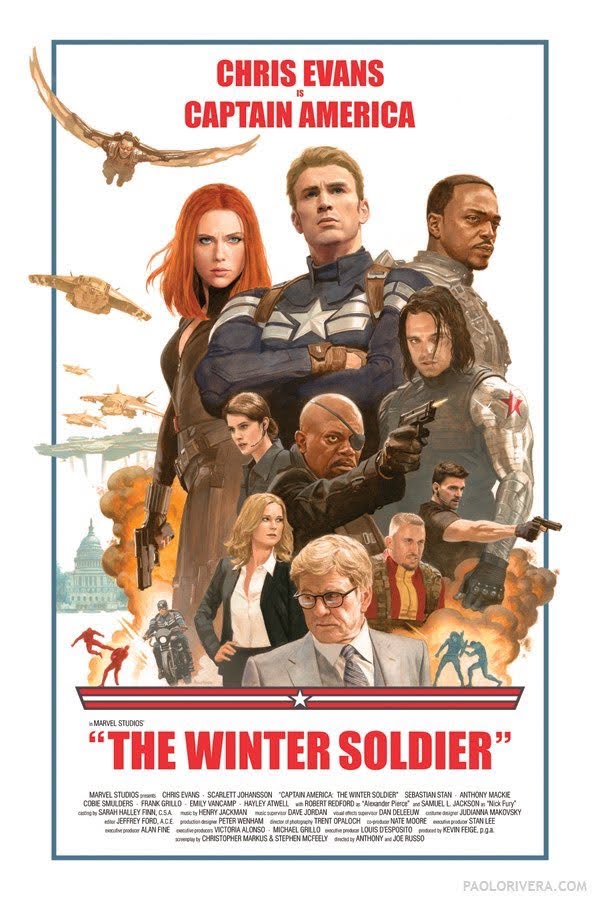 CHRIS EVANS
IS
CAPTAIN AMERICA
in MARVEL STUDIOS'
"THE WINTER SOLDIER"
MARVEL STUDIOS presents CHRIS EVANS · SCARLETT JOHANSSON "CAPTAIN AMERICA: THE WINTER SOLDIER" SEBASTIAN STAN · ANTHONY MACKIE
COBIE SMULDERS · FRANK GRILLO · EMILY VANCAMP · HAYLEY ATWELL with ROBERT REDFORD as "Alexander Pierce" and SAMUEL L. JACKSON as "Nick Fury"
casting by SARAH HALLEY FINN, C.S.A. music by HENRY JACKMAN music supervisor DAVE JORDAN visual effects supervisor DAN DELEEUW costume designer JUDIANNA MAKOVSKY
editor JEFFREY FORD, A.C.E. production designer PETER WENHAM director of photography TRENT OPALOCH co-producer NATE MOORE executive producer STAN LEE
executive producer ALAN FINE executive producers VICTORIA ALONSO · MICHAEL GRILLO executive producer LOUIS D'ESPOSITO produced by KEVIN FEIGE, p.g.a.
screenplay by CHRISTOPHER MARKUS & STEPHEN MCFEELY directed by ANTHONY and JOE RUSSO
PAOLORIVERA.COM